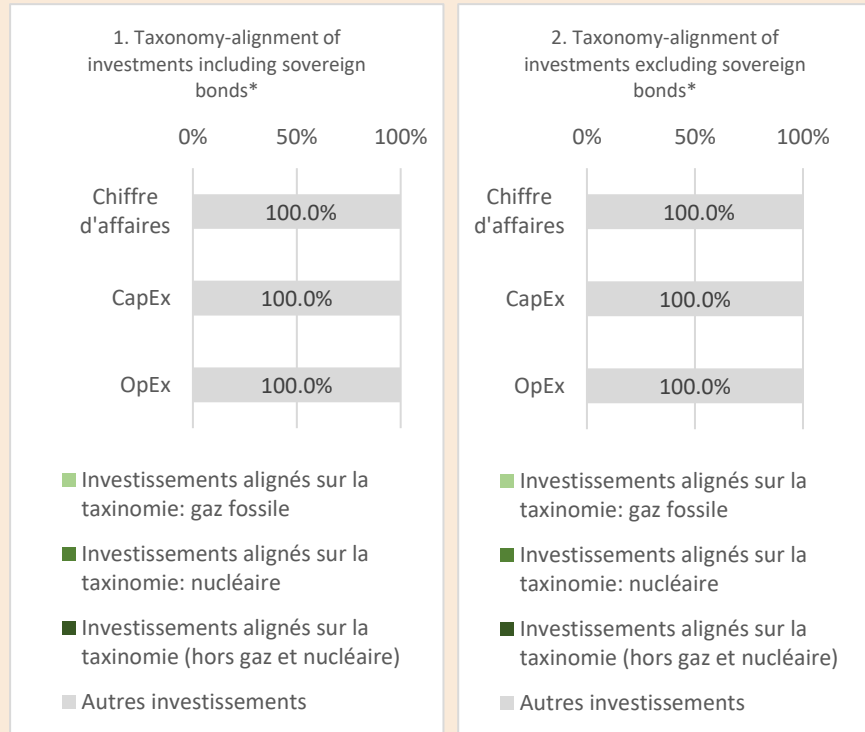 1. Taxonomy-alignment of
investments including sovereign
bonds*
0% 50% 100%
Chiffre
d'affaires
100.0%
CapEx
100.0%
OpEx
100.0%
Investissements alignés sur la
taxinomie: gaz fossile
Investissements alignés sur la
taxinomie: nucléaire
Investissements alignés sur la
taxinomie (hors gaz et nucléaire)
Autres investissements
2. Taxonomy-alignment of
investments excluding sovereign
bonds*
0% 50% 100%
Chiffre
d'affaires
100.0%
CapEx
100.0%
OpEx
100.0%
Investissements alignés sur la
taxinomie: gaz fossile
Investissements alignés sur la
taxinomie: nucléaire
Investissements alignés sur la
taxinomie (hors gaz et nucléaire)
Autres investissements